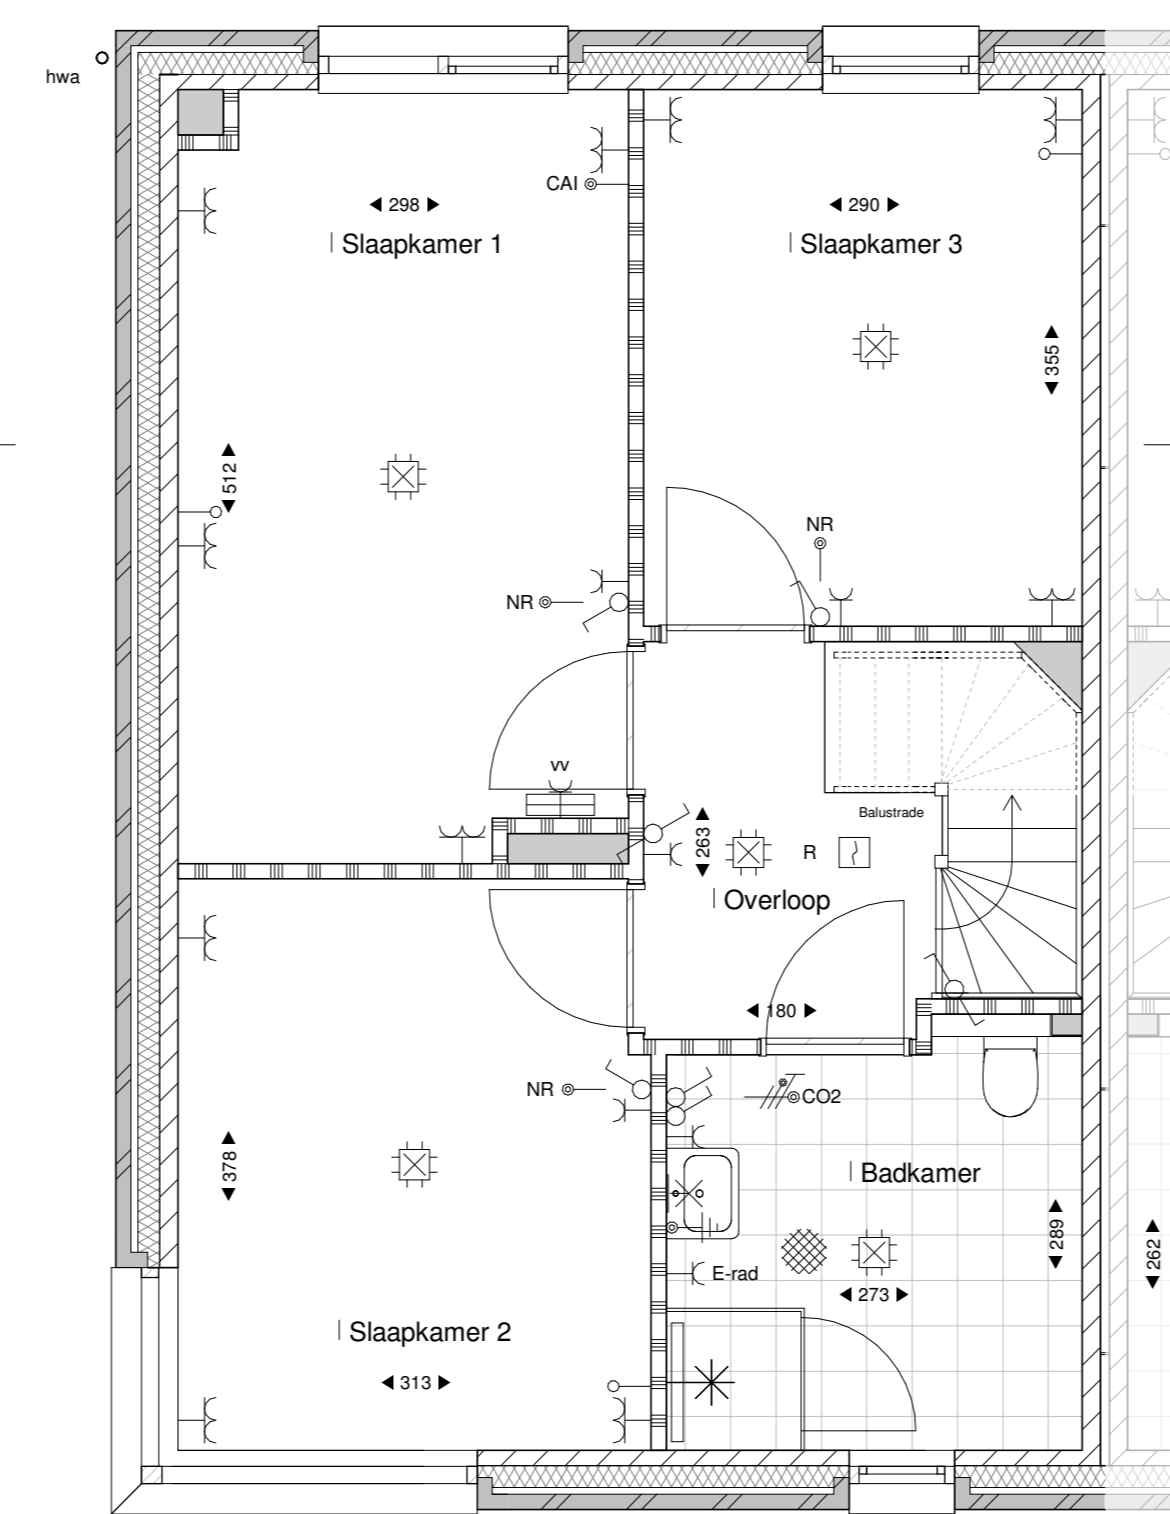 hwa
CAI
298
Slaapkamer 1
290
Slaapkamer 3
355
512
NR
NR
vv
Balustrade
263
R
Overloop
180
NR
CO2
378
Badkamer
289
262
E-rad
273
Slaapkamer 2
313